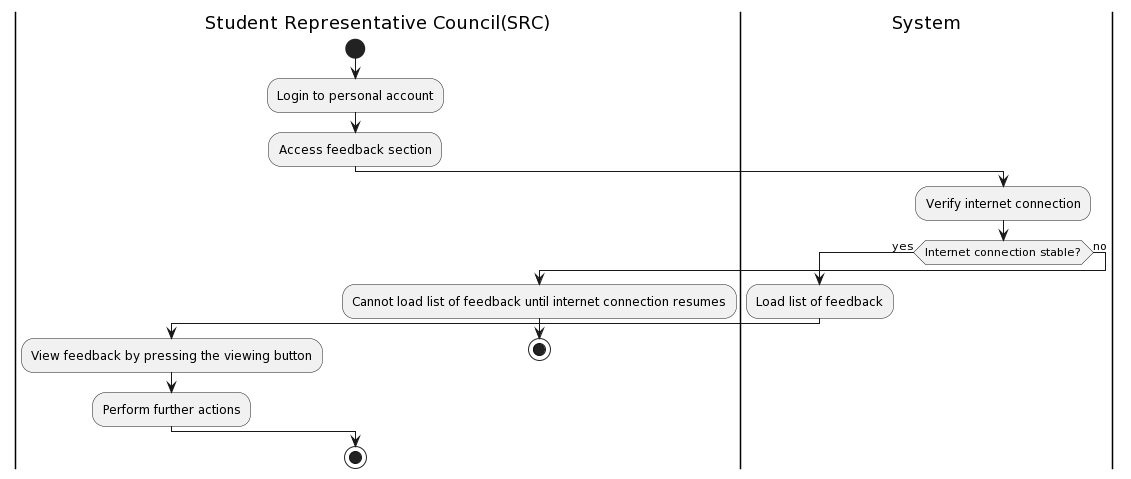 Student Representative Council(SRC)
System
Login to personal account
Access feedback section
Verify internet connection
yes
Internet connection stable?
no
Cannot load list of feedback until internet connection resumes
Load list of feedback
View feedback by pressing the viewing button
Perform further actions